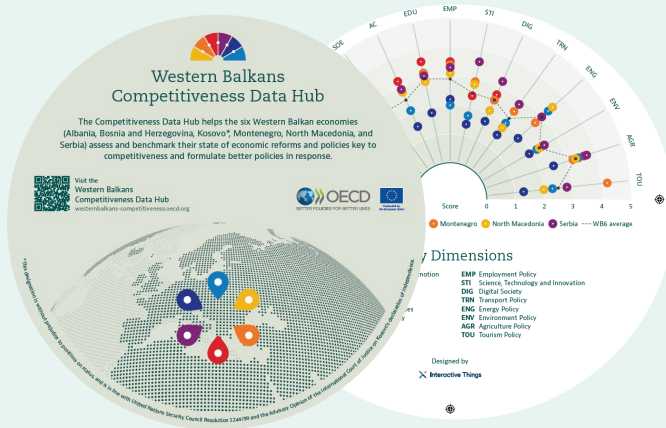 Western Balkans
Competitiveness Data Hub
The Competitiveness Data Hub helps the six Western Balkan economies
(Albania, Bosnia and Herzegovina, Kosovo*, Montenegro, North Macedonia, and
Serbia) assess and benchmark their state of economic reforms and policies key to
competitiveness and formulate better policies in response.
Visit the
Western Balkans
Competitiveness Data Hub
westernbalkans-competitiveness.oecd.org
OECD
BETTER POLICIES FOR BETTER LIVES
Co-funded by
the European Union
*This designation is without prejudice to positions on status, and is in line with United Nations Security Council Resolution 1244/99 and the Advisory Opinion of the International Court of Justice on Kosovo's declaration of independence.
SOE
AC
EDU
EMP
STI
DIG
TRN
ENG
ENV
AGR
TOU
Score
0
1
2
3
4
5
Montenegro
North Macedonia
Serbia
WB6 average
y Dimensions
EMP Employment Policy
STI Science, Technology and Innovation
DIG Digital Society
TRN Transport Policy
ENG Energy Policy
ENV Environment Policy
AGR Agriculture Policy
TOU Tourism Policy
Designed by
Interactive Things